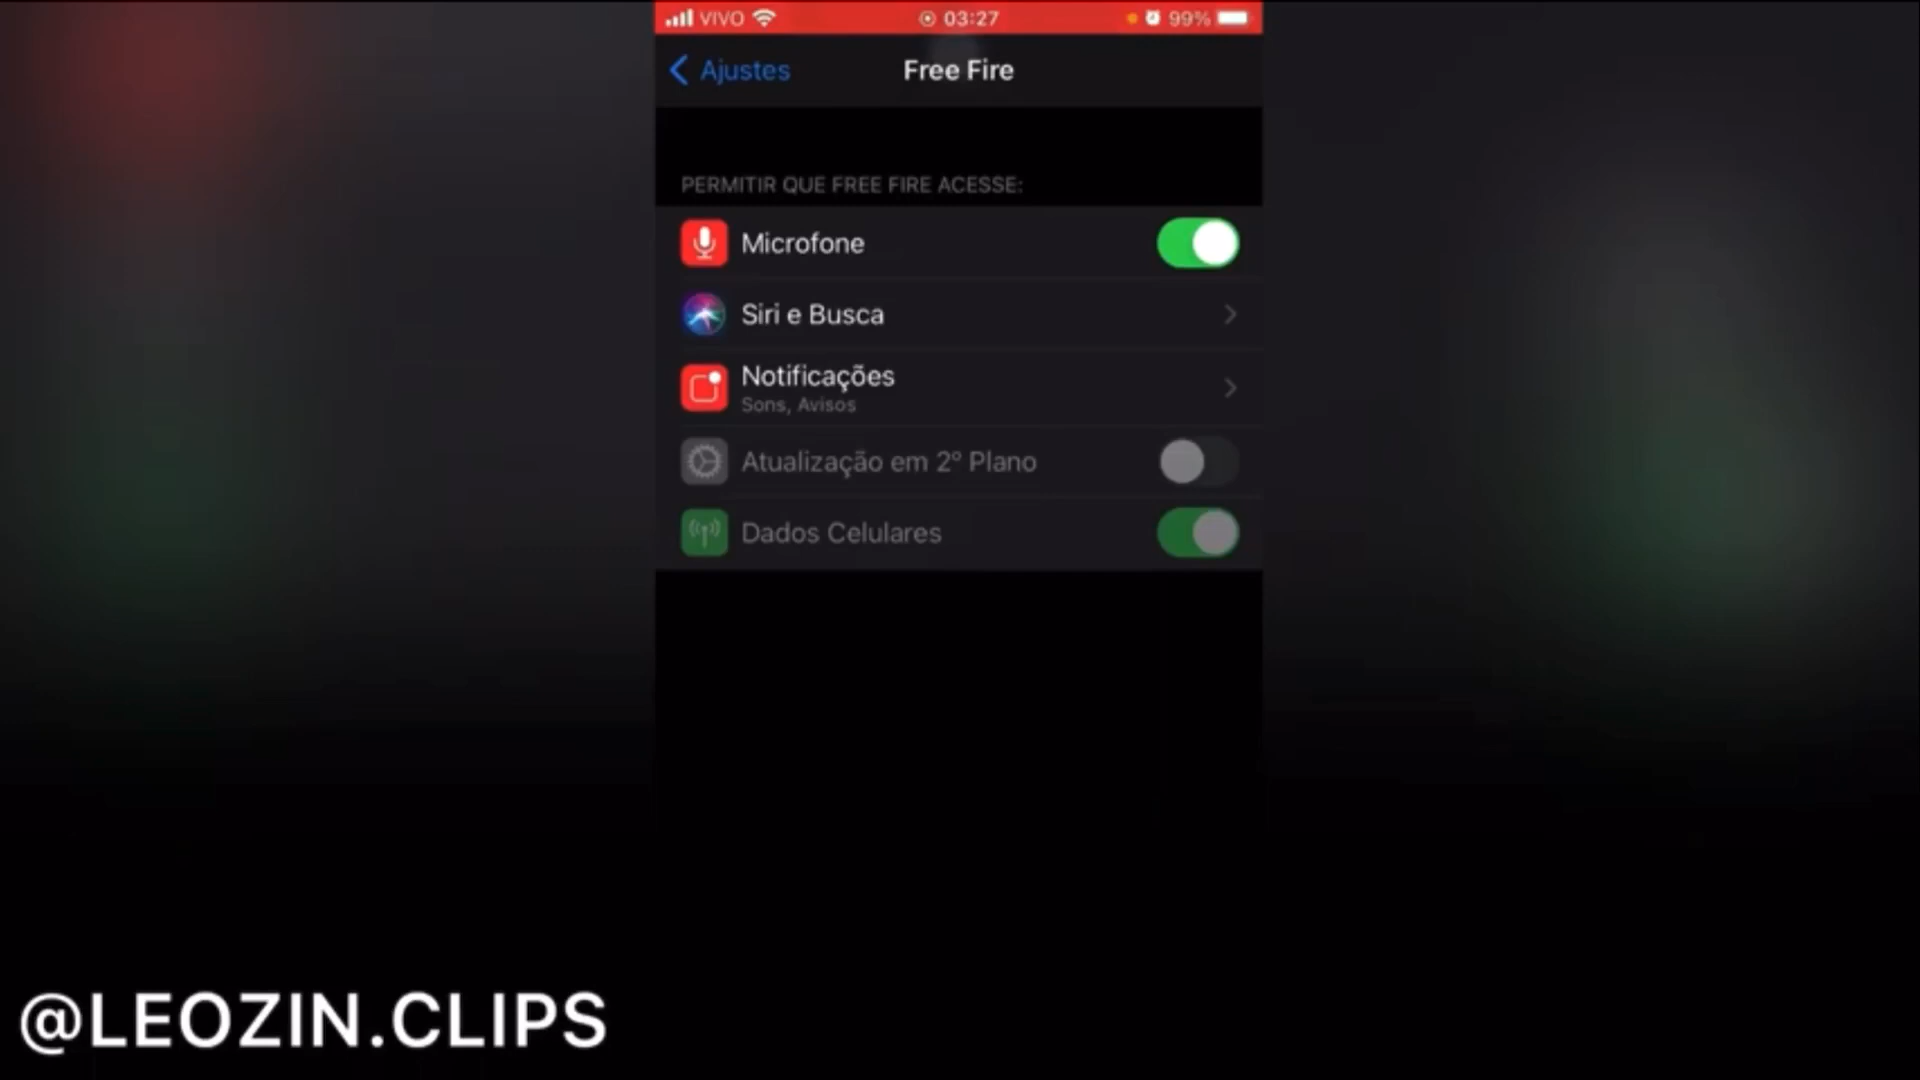 VIVO 03:27 99%
Ajustes Free Fire
PERMITIR QUE FREE FIRE ACESSE:
Microfone
Siri e Busca
Notificações
Sons, Avisos
Atualização em 2º Plano
Dados Celulares
@LEOZIN.CLIPS